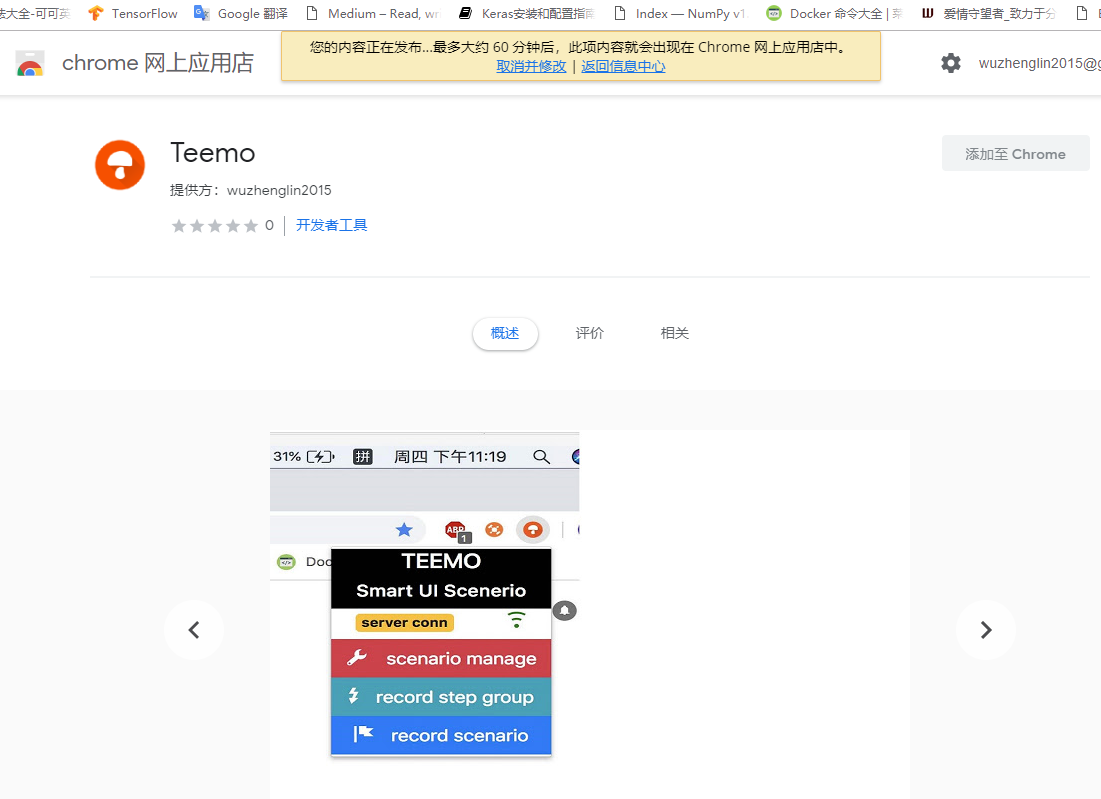 法大全-可可英
TensorFlow
Google 翻译
Medium – Read, wr
Keras安装和配置指南
Index — NumPy v1.
Docker 命令大全 | 菜
爱情守望者_致力于分
chrome 网上应用店
您的内容正在发布...最多大约 60 分钟后，此项内容就会出现在 Chrome 网上应用店中。
取消并修改 | 返回信息中心
wuzhenglin2015@g
Teemo
添加至 Chrome
提供方： wuzhenglin2015
0 开发者工具
概述
评价
相关
31% 拼 周四 下午11:19
ABP 1
Doc
TEEMO
Smart UI Scenerio
server conn
scenario manage
record step group
record scenario